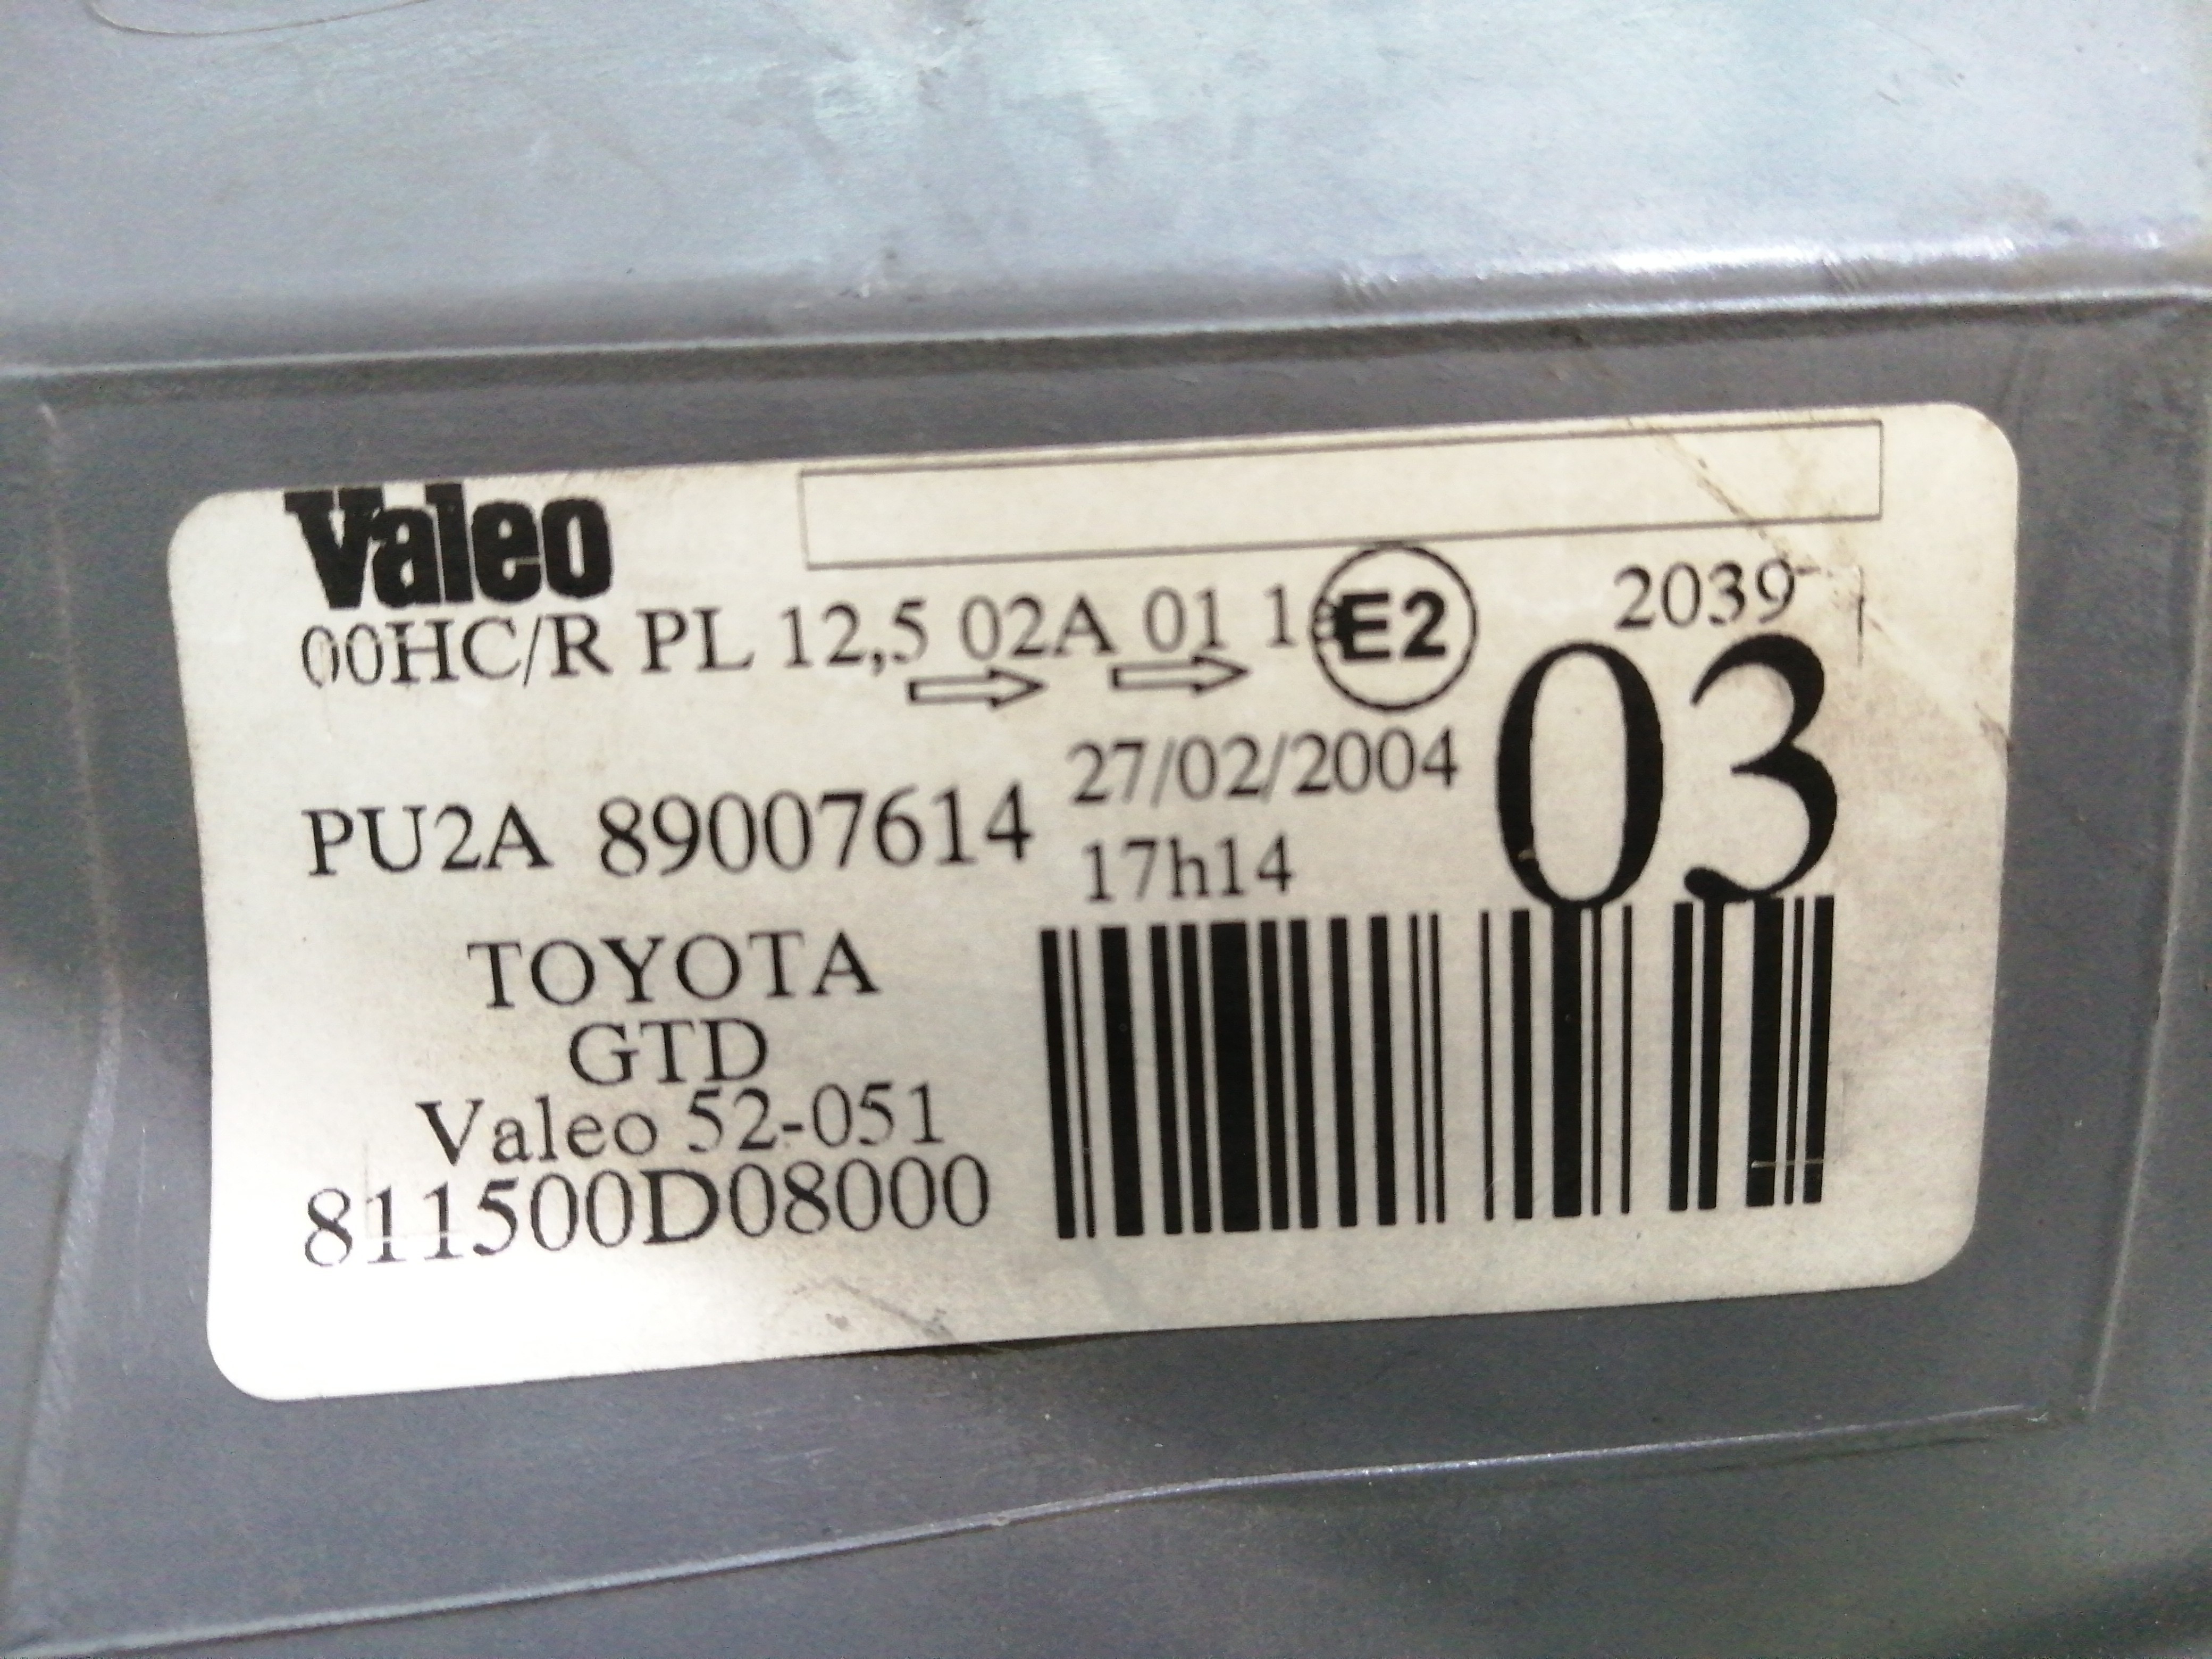 Valeo
00HC/R PL 12,5 02A 01 1 E2 2039
03
PU2A 89007614 27/02/2004
17h14
TOYOTA
GTD
Valeo 52-051
811500D08000